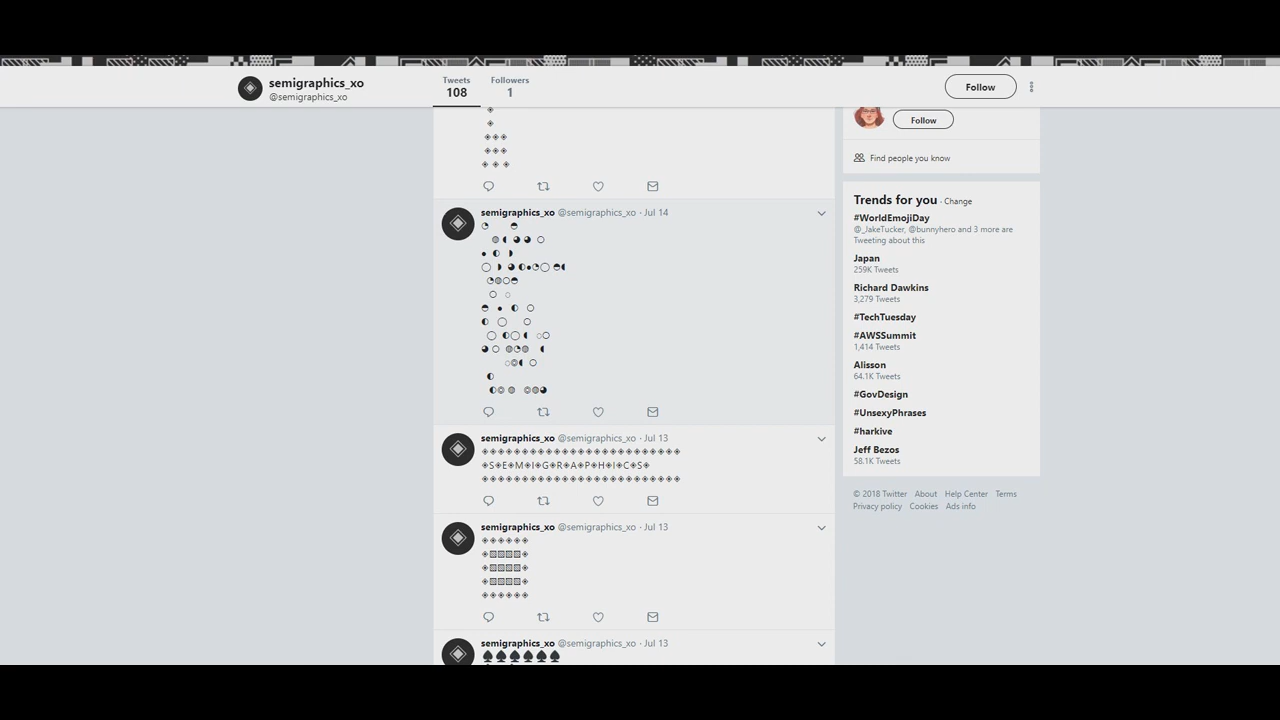 semigraphics_xo
@semigraphics_xo
Tweets
108
Followers
1
Follow
◈
◈
◈◈◈
◈◈◈
◈ ◈ ◈
semigraphics_xo @semigraphics_xo · Jul 14
semigraphics_xo @semigraphics_xo · Jul 13
◈◈◈◈◈◈◈◈◈◈◈◈◈◈◈◈◈◈◈◈◈◈◈◈◈
◈S◈E◈M◈I◈G◈R◈A◈P◈H◈I◈C◈S◈
◈◈◈◈◈◈◈◈◈◈◈◈◈◈◈◈◈◈◈◈◈◈◈◈◈
semigraphics_xo @semigraphics_xo · Jul 13
◈◈◈◈◈◈
◈▨▨▨▨◈
◈▨▨▨▨◈
◈▨▨▨▨◈
◈◈◈◈◈◈
semigraphics_xo @semigraphics_xo · Jul 13
♠♠♠♠♠♠
Follow
Find people you know
Trends for you · Change
#WorldEmojiDay
@_JakeTucker, @bunnyhero and 3 more are
Tweeting about this
Japan
259K Tweets
Richard Dawkins
3,279 Tweets
#TechTuesday
#AWSSummit
1,414 Tweets
Alisson
64.1K Tweets
#GovDesign
#UnsexyPhrases
#harkive
Jeff Bezos
58.1K Tweets
© 2018 Twitter About Help Center Terms
Privacy policy Cookies Ads info